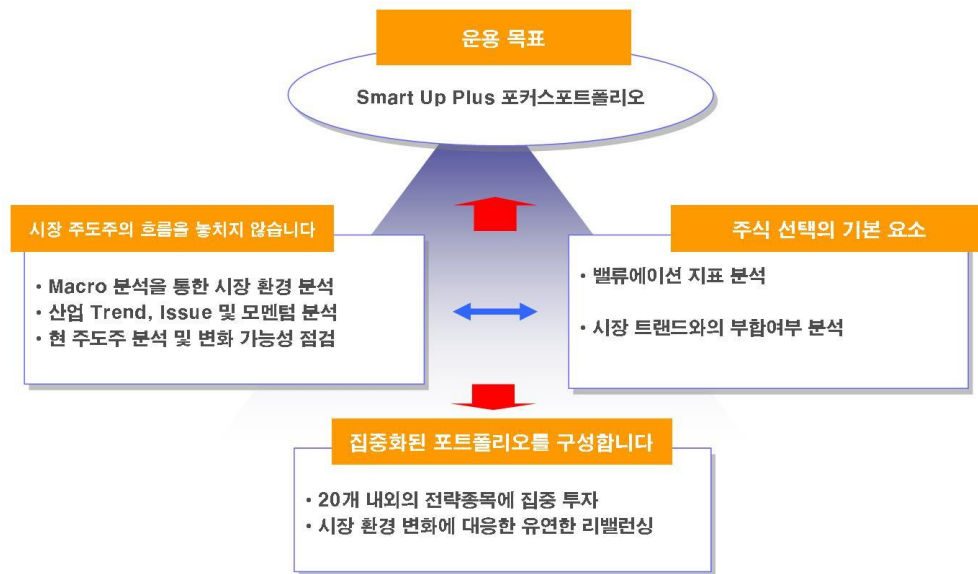 운용 목표
Smart Up Plus 포커스포트폴리오
시장 주도주의 흐름을 놓치지 않습니다
• Macro 분석을 통한 시장 환경 분석
• 산업 Trend, Issue 및 모멘텀 분석
• 현 주도주 분석 및 변화 가능성 점검
주식 선택의 기본 요소
• 밸류에이션 지표 분석
• 시장 트랜드와의 부합여부 분석
집중화된 포트폴리오를 구성합니다
• 20개 내외의 전략종목에 집중 투자
• 시장 환경 변화에 대응한 유연한 리밸런싱